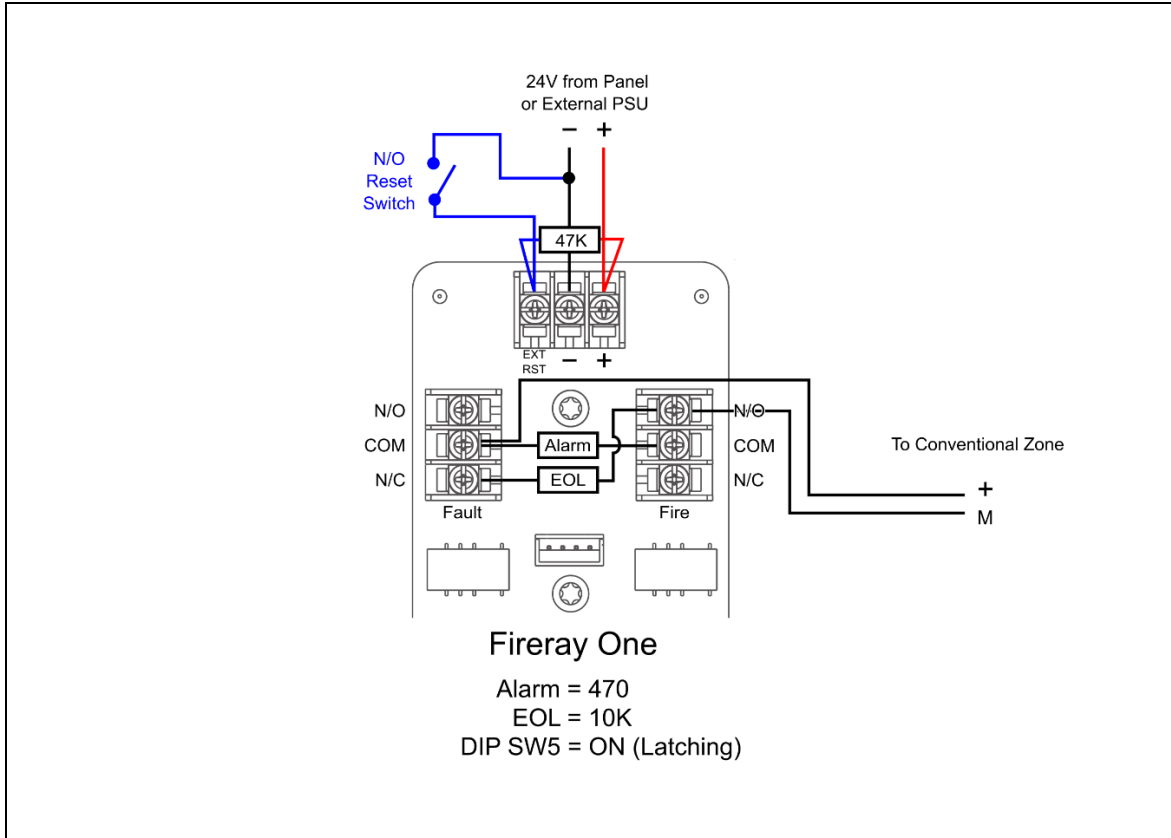 24V from Panel
or External PSU
− +
N/O
Reset
Switch
47K
EXT
RST
− +
N/O
COM
N/C
Fault
Alarm
EOL
N/O
COM
N/C
Fire
To Conventional Zone
+
M
Fireray One
Alarm = 470
EOL = 10K
DIP SW5 = ON (Latching)